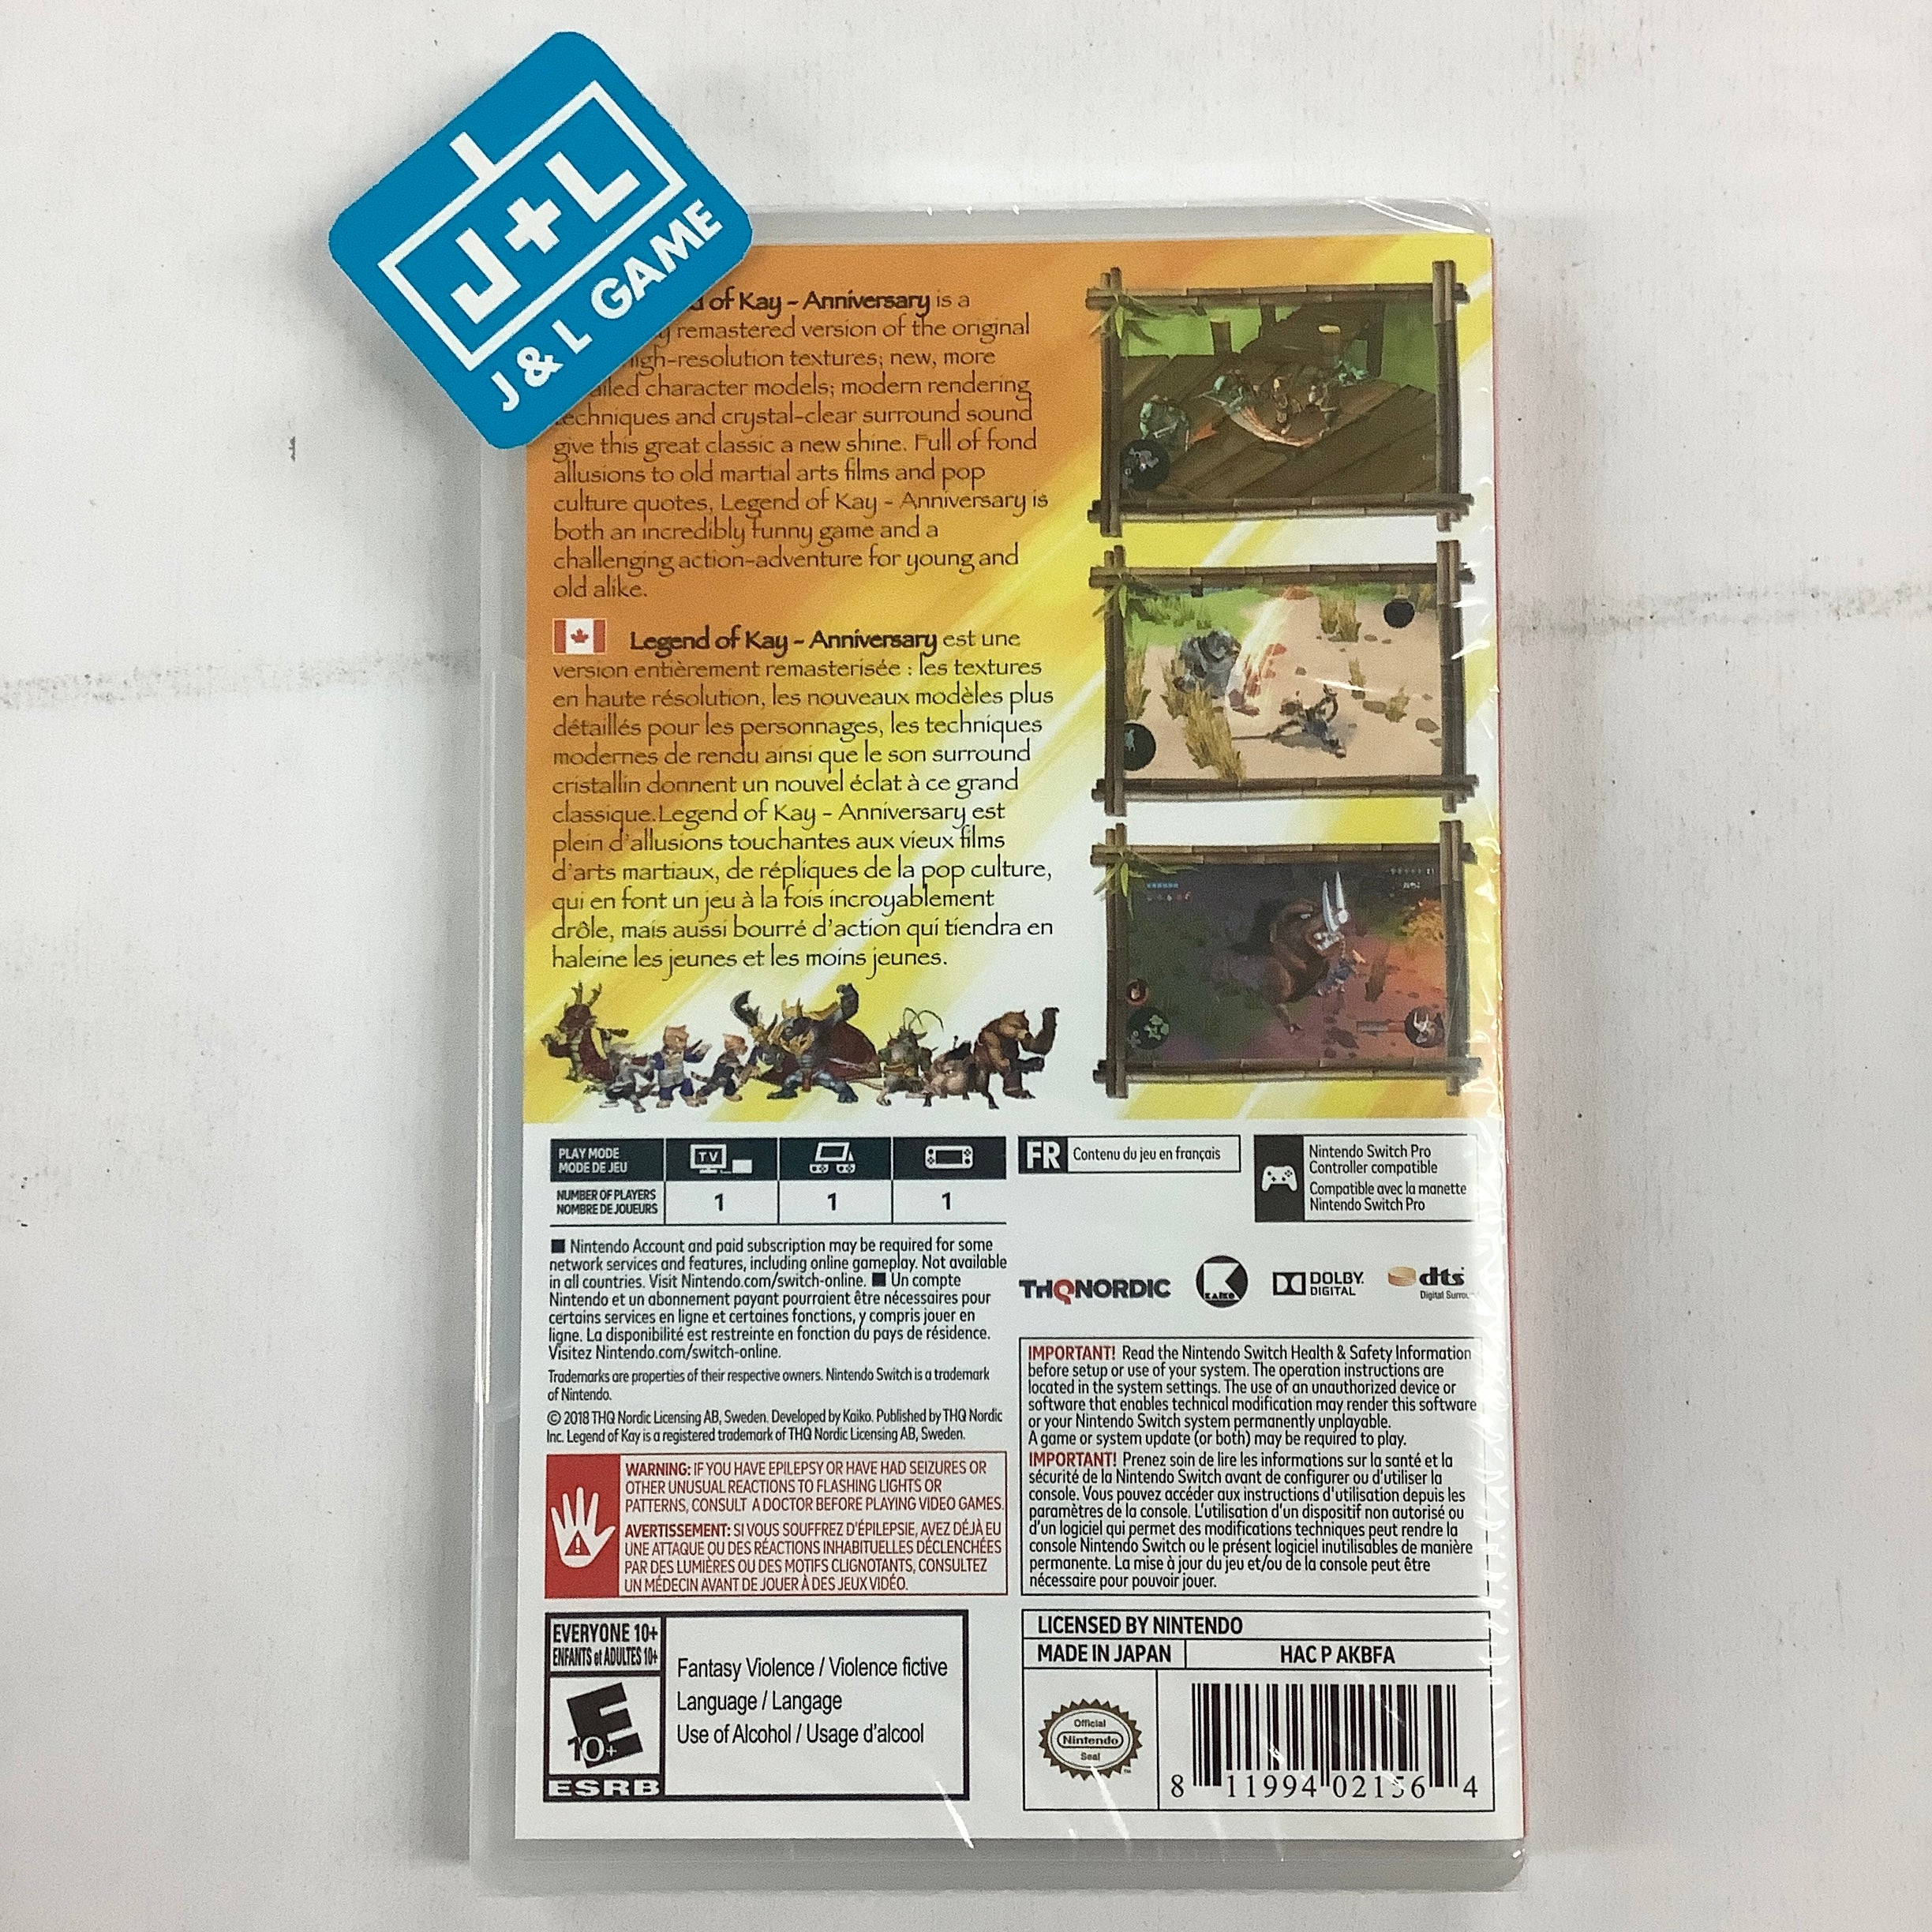 J+L
J & L GAME
of Kay - Anniversary is a
remastered version of the original
high-resolution textures; new, more
character models; modern rendering
techniques and crystal-clear surround sound
give this great classic a new shine. Full of fond
allusions to old martial arts films and pop
culture quotes, Legend of Kay - Anniversary is
both an incredibly funny game and a
challenging action-adventure for young and
old alike.
Legend of Kay - Anniversary est une
version entièrement remasterisée : les textures
en haute résolution, les nouveaux modèles plus
détaillés pour les personnages, les techniques
modernes de rendu ainsi que le son surround
cristallin donnent un nouvel éclat à ce grand
classique.Legend of Kay - Anniversary est
plein d'allusions touchantes aux vieux films
d'arts martiaux, de répliques de la pop culture,
qui en font un jeu à la fois incroyablement
drôle, mais aussi bourré d'action qui tiendra en
haleine les jeunes et les moins jeunes.
PLAY MODE
MODE DE JEU
TV
NUMBER OF PLAYERS
NOMBRE DE JOUEURS
1 1 1
FR Contenu du jeu en français
Nintendo Switch Pro
Controller compatible
Compatible avec la manette
Nintendo Switch Pro
■ Nintendo Account and paid subscription may be required for some
network services and features, including online gameplay. Not available
in all countries. Visit Nintendo.com/switch-online. ■ Un compte
Nintendo et un abonnement payant pourraient être nécessaires pour
certains services en ligne et certaines fonctions, y compris jouer en
ligne. La disponibilité est restreinte en fonction du pays de résidence.
Visitez Nintendo.com/switch-online.
Trademarks are properties of their respective owners. Nintendo Switch is a trademark
of Nintendo.
© 2018 THQ Nordic Licensing AB, Sweden. Developed by Kaiko. Published by THQ Nordic
Inc. Legend of Kay is a registered trademark of THQ Nordic Licensing AB, Sweden.
THQNORDIC
KAIKO
DOLBY
DIGITAL
dts
Digital
IMPORTANT! Read the Nintendo Switch Health & Safety Information
before setup or use of your system. The operation instructions are
located in the system settings. The use of an unauthorized device or
software that enables technical modification may render this software
or your Nintendo Switch system permanently unplayable.
A game or system update (or both) may be required to play.
IMPORTANT! Prenez soin de lire les informations sur la santé et la
sécurité de la Nintendo Switch avant de configurer ou d'utiliser la
console. Vous pouvez accéder aux instructions d'utilisation depuis les
paramètres de la console. L'utilisation d'un dispositif non autorisé ou
d'un logiciel qui permet des modifications techniques peut rendre la
console Nintendo Switch ou le présent logiciel inutilisables de manière
permanente. La mise à jour du jeu et/ou de la console peut être
nécessaire pour pouvoir jouer.
WARNING: IF YOU HAVE EPILEPSY OR HAVE HAD SEIZURES OR
OTHER UNUSUAL REACTIONS TO FLASHING LIGHTS OR
PATTERNS, CONSULT A DOCTOR BEFORE PLAYING VIDEO GAMES.
AVERTISSEMENT: SI VOUS SOUFFREZ D'ÉPILEPSIE, AVEZ DÉJÀ EU
UNE ATTAQUE OU DES RÉACTIONS INHABITUELLES DÉCLENCHÉES
PAR DES LUMIÈRES OU DES MOTIFS CLIGNOTANTS, CONSULTEZ
UN MÉDECIN AVANT DE JOUER À DES JEUX VIDÉO.
EVERYONE 10+
ENFANTS et ADULTES 10+
E
10+
ESRB
Fantasy Violence / Violence fictive
Language / Langage
Use of Alcohol / Usage d'alcool
LICENSED BY NINTENDO
MADE IN JAPAN HAC P AKBFA
Official
Nintendo
Seal
8 11994 02156 4